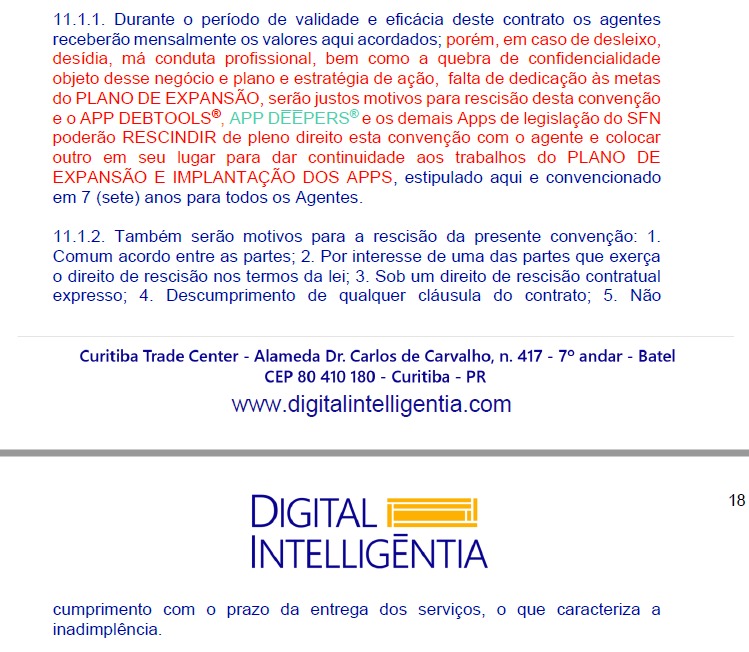 11.1.1. Durante o período de validade e eficácia deste contrato os agentes
receberão mensalmente os valores aqui acordados; porém, em caso de desleixo,
desídia, má conduta profissional, bem como a quebra de confidencialidade
objeto desse negócio e plano e estratégia de ação, falta de dedicação às metas
do PLANO DE EXPANSÃO, serão justos motivos para rescisão desta convenção
e o APP DEBTOOLS®, APP DĒĒPERS® e os demais Apps de legislação do SFN
poderão RESCINDIR de pleno direito esta convenção com o agente e colocar
outro em seu lugar para dar continuidade aos trabalhos do PLANO DE
EXPANSÃO E IMPLANTAÇÃO DOS APPS, estipulado aqui e convencionado
em 7 (sete) anos para todos os Agentes.
11.1.2. Também serão motivos para a rescisão da presente convenção: 1.
Comum acordo entre as partes; 2. Por interesse de uma das partes que exerça
o direito de rescisão nos termos da lei; 3. Sob um direito de rescisão contratual
expresso; 4. Descumprimento de qualquer cláusula do contrato; 5. Não
Curitiba Trade Center - Alameda Dr. Carlos de Carvalho, n. 417 - 7º andar - Batel
CEP 80 410 180 - Curitiba - PR
www.digitalintelligentia.com
18
DIGITAL
INTELLIGĒNTIA
cumprimento com o prazo da entrega dos serviços, o que caracteriza a
inadimplência.